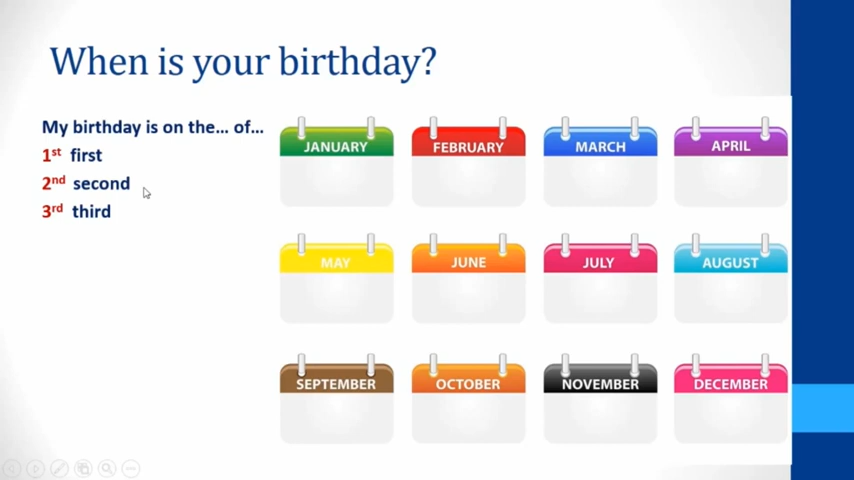 When is your birthday?
My birthday is on the... of...
1st first
2nd second
3rd third
JANUARY FEBRUARY MARCH APRIL
MAY JUNE JULY AUGUST
SEPTEMBER OCTOBER NOVEMBER DECEMBER